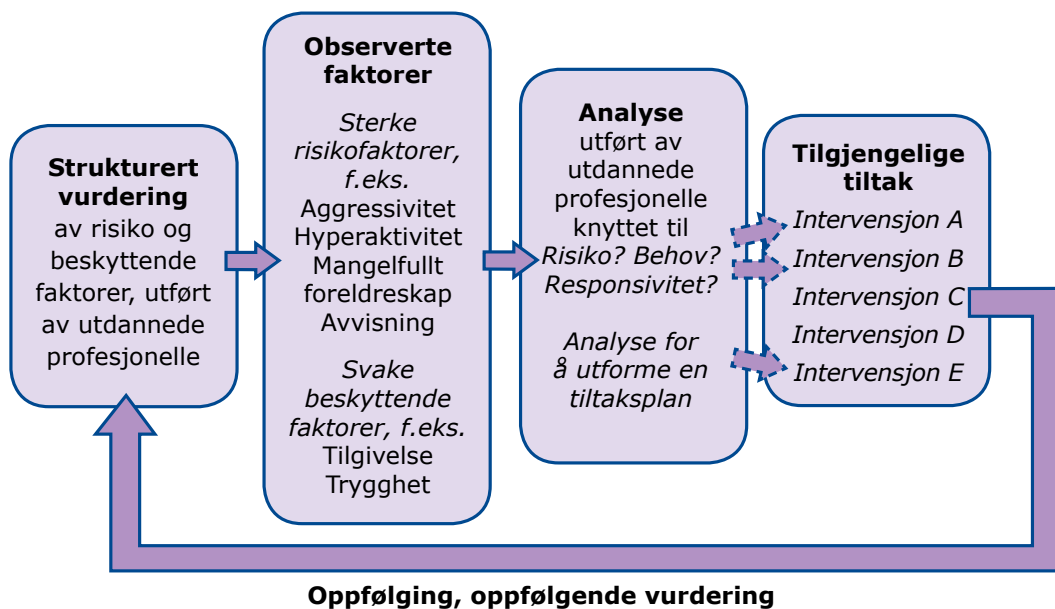 Strukturert
vurdering
av risiko og
beskyttende
faktorer, utført
av utdannede
profesjonelle
Observerte
faktorer
Sterke
risikofaktorer,
f.eks.
Aggressivitet
Hyperaktivitet
Mangelfullt
foreldreskap
Avvisning
Svake
beskyttende
faktorer, f.eks.
Tilgivelse
Trygghet
Analyse
utført av
utdannede
profesjonelle
knyttet til
Risiko? Behov?
Responsivitet?
Analyse for
å utforme en
tiltaksplan
Tilgjengelige
tiltak
Intervensjon A
Intervensjon B
Intervensjon C
Intervensjon D
Intervensjon E
Oppfølging, oppfølgende vurdering